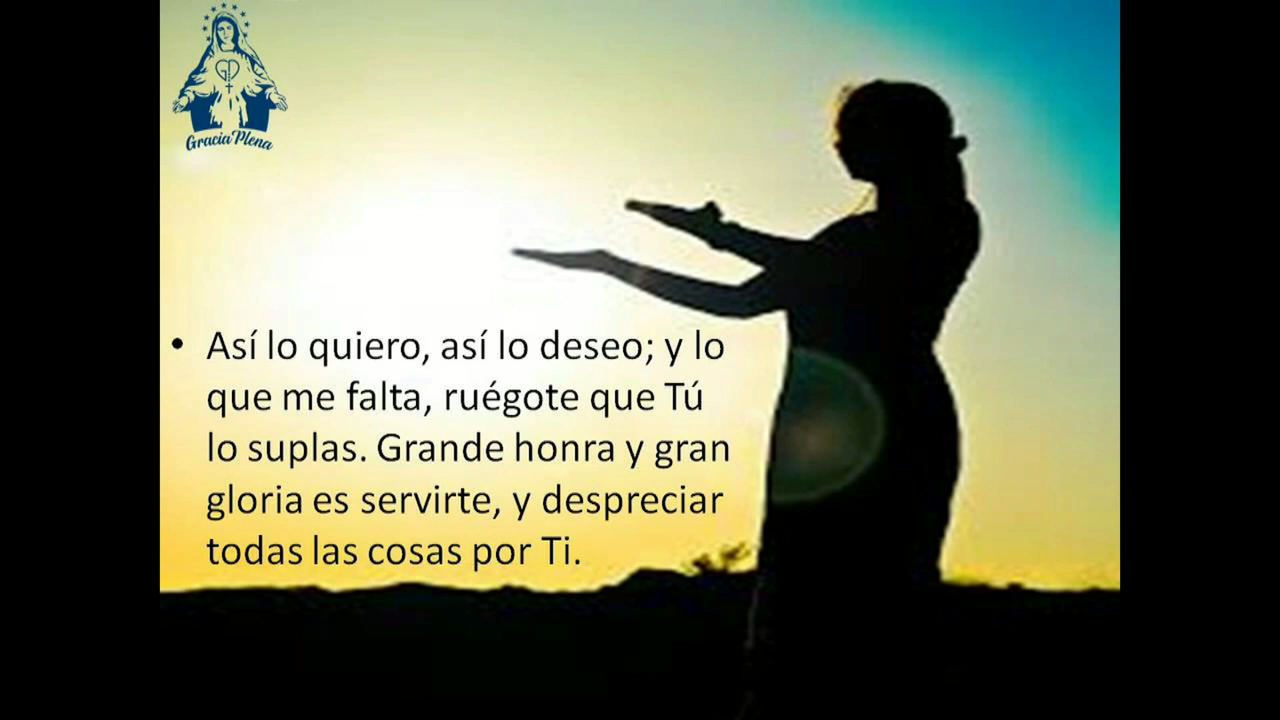 Gracia Plena
• Así lo quiero, así lo deseo; y lo
que me falta, ruégote que Tú
lo suplas. Grande honra y gran
gloria es servirte, y despreciar
todas las cosas por Ti.